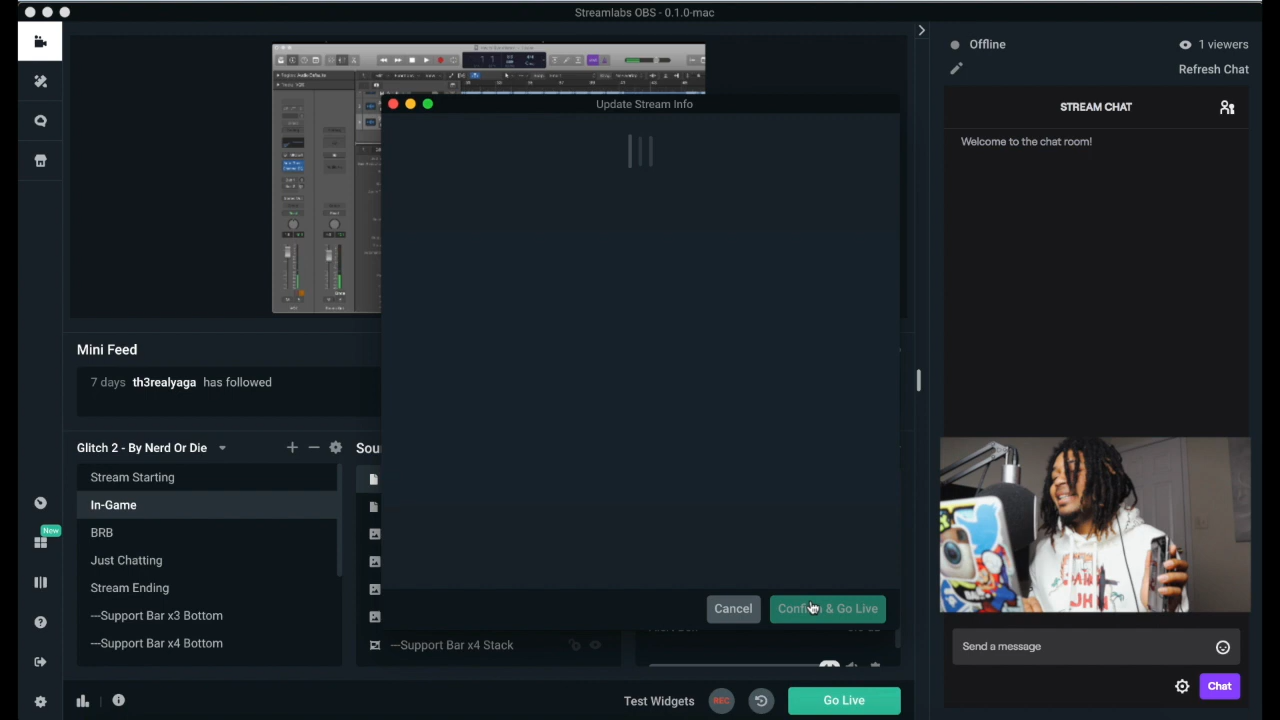 Streamlabs OBS - 0.1.0-mac
Offline
1 viewers
Refresh Chat
Update Stream Info
STREAM CHAT
Welcome to the chat room!
Mini Feed
7 days th3realyaga has followed
Glitch 2 - By Nerd Or Die
Sou
Stream Starting
In-Game
BRB
Just Chatting
Stream Ending
---Support Bar x3 Bottom
---Support Bar x4 Bottom
---Support Bar x4 Stack
New
Cancel
Confirm & Go Live
Send a message
Chat
Test Widgets
REC
Go Live